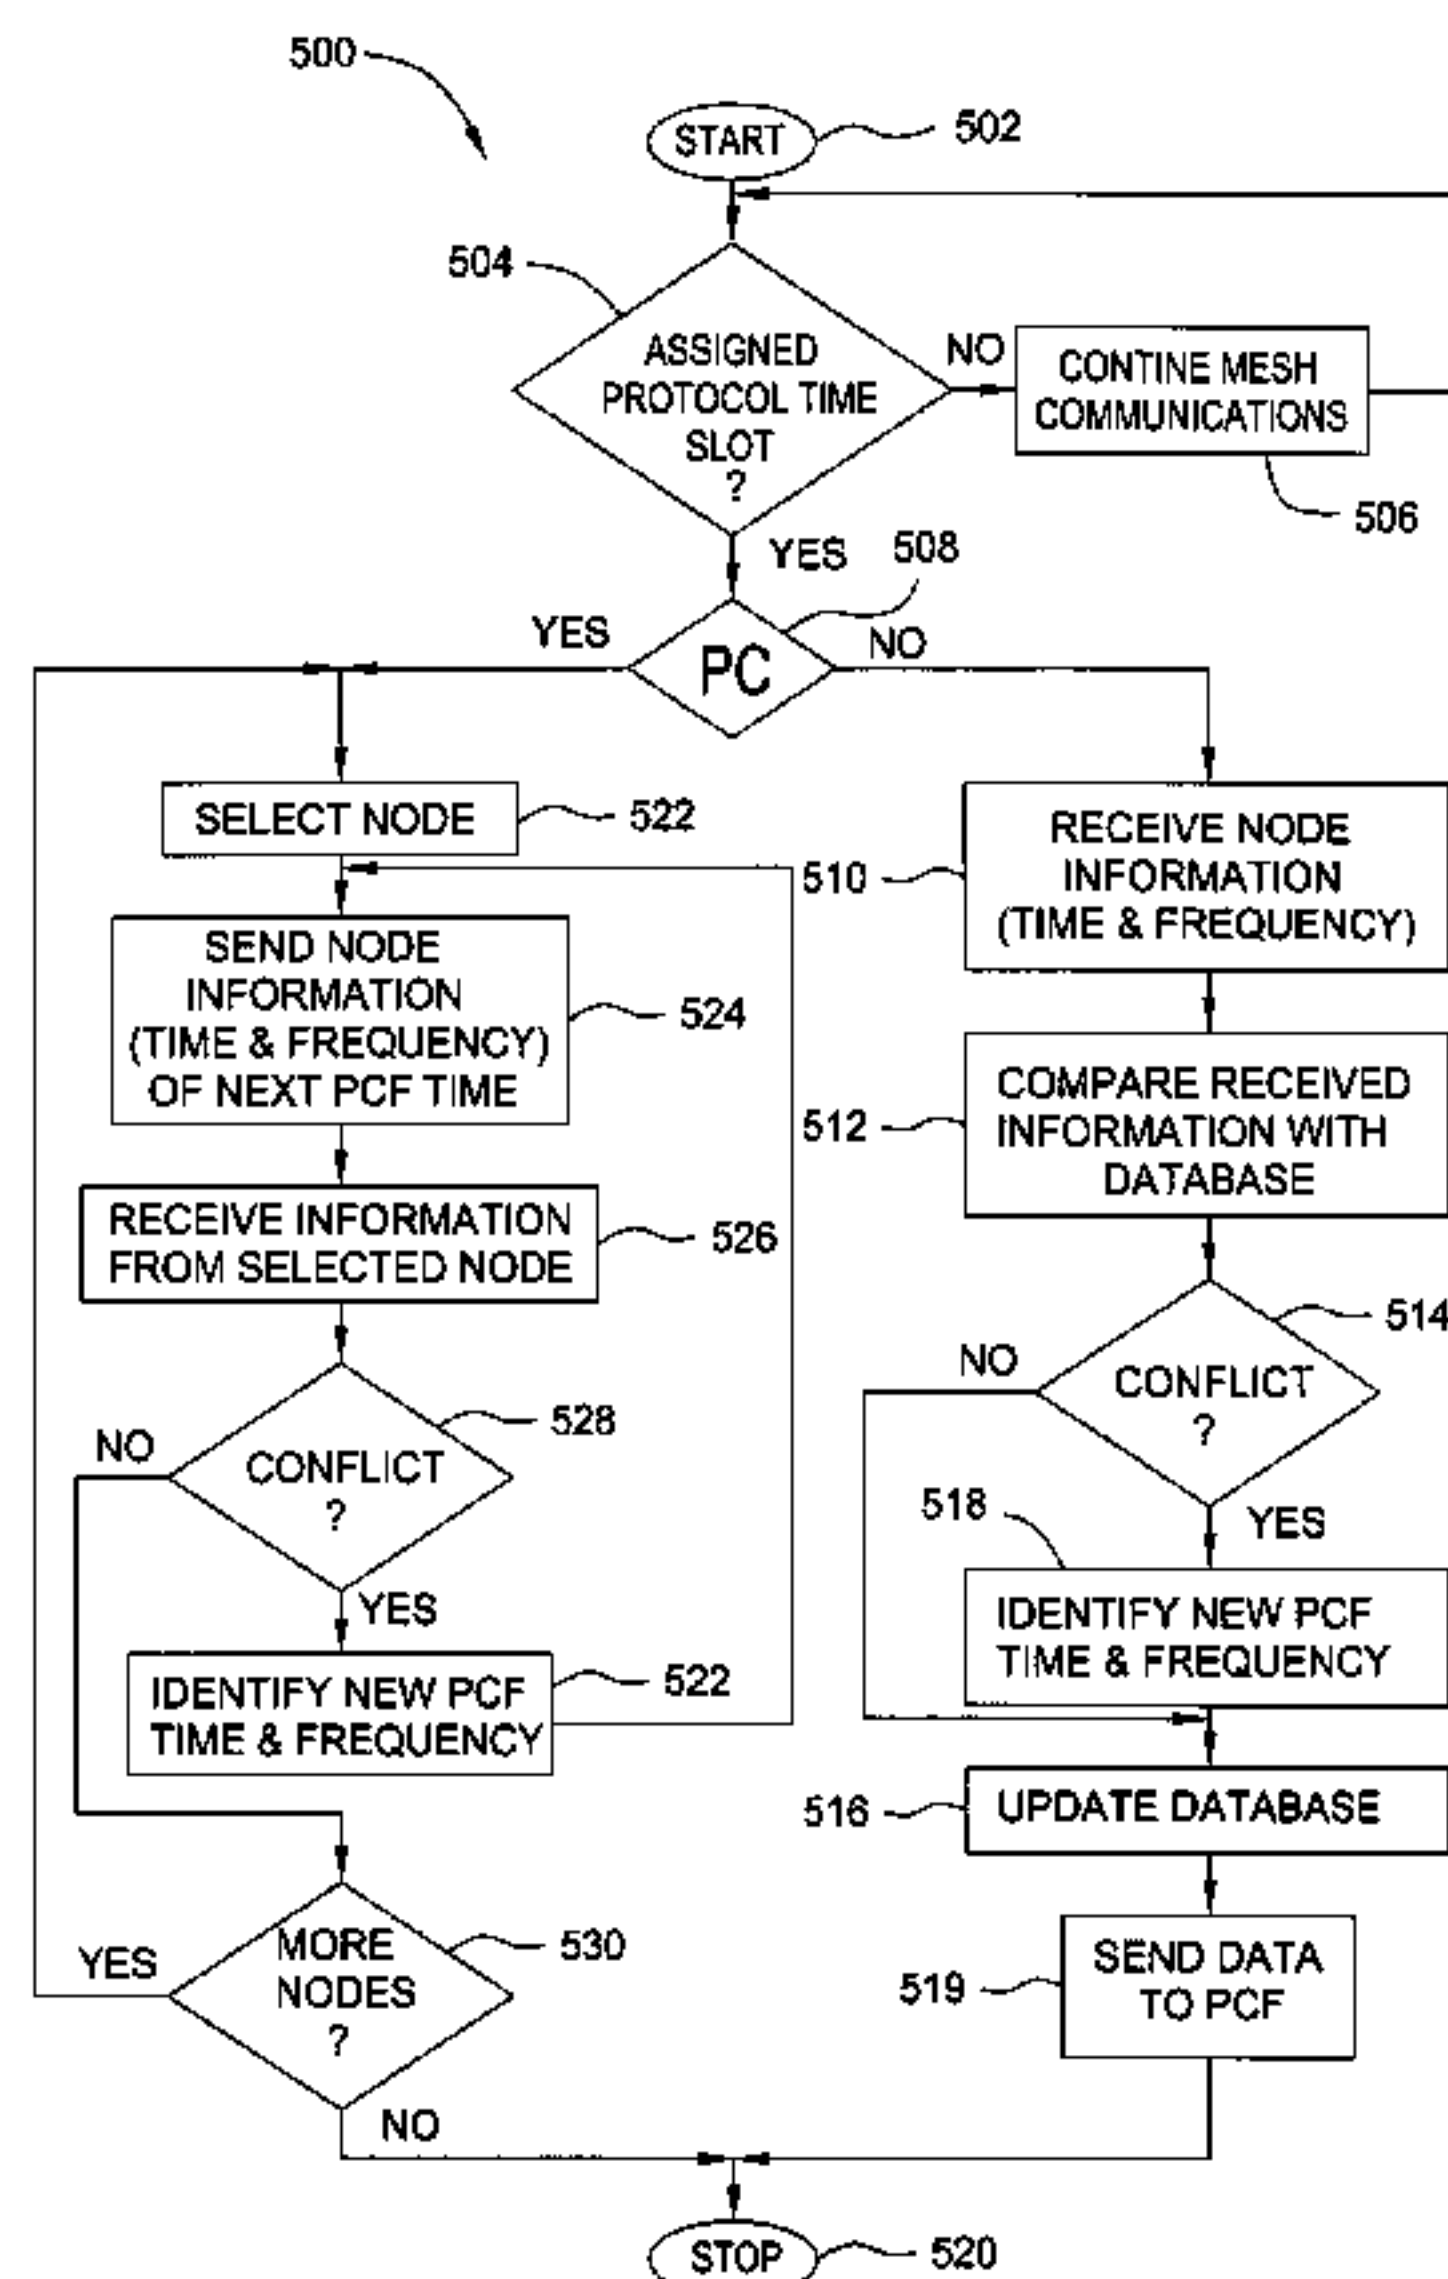 500
START
502
504
ASSIGNED
PROTOCOL TIME
SLOT
?
NO
CONTINE MESH
COMMUNICATIONS
506
YES
508
YES
PC
NO
SELECT NODE
522
510
RECEIVE NODE
INFORMATION
(TIME & FREQUENCY)
SEND NODE
INFORMATION
(TIME & FREQUENCY)
OF NEXT PCF TIME
524
512
COMPARE RECEIVED
INFORMATION WITH
DATABASE
RECEIVE INFORMATION
FROM SELECTED NODE
526
514
NO
CONFLICT
?
528
NO
CONFLICT
?
518
YES
YES
IDENTIFY NEW PCF
TIME & FREQUENCY
IDENTIFY NEW PCF
TIME & FREQUENCY
522
516
UPDATE DATABASE
YES
MORE
NODES
?
530
519
SEND DATA
TO PCF
NO
STOP
520